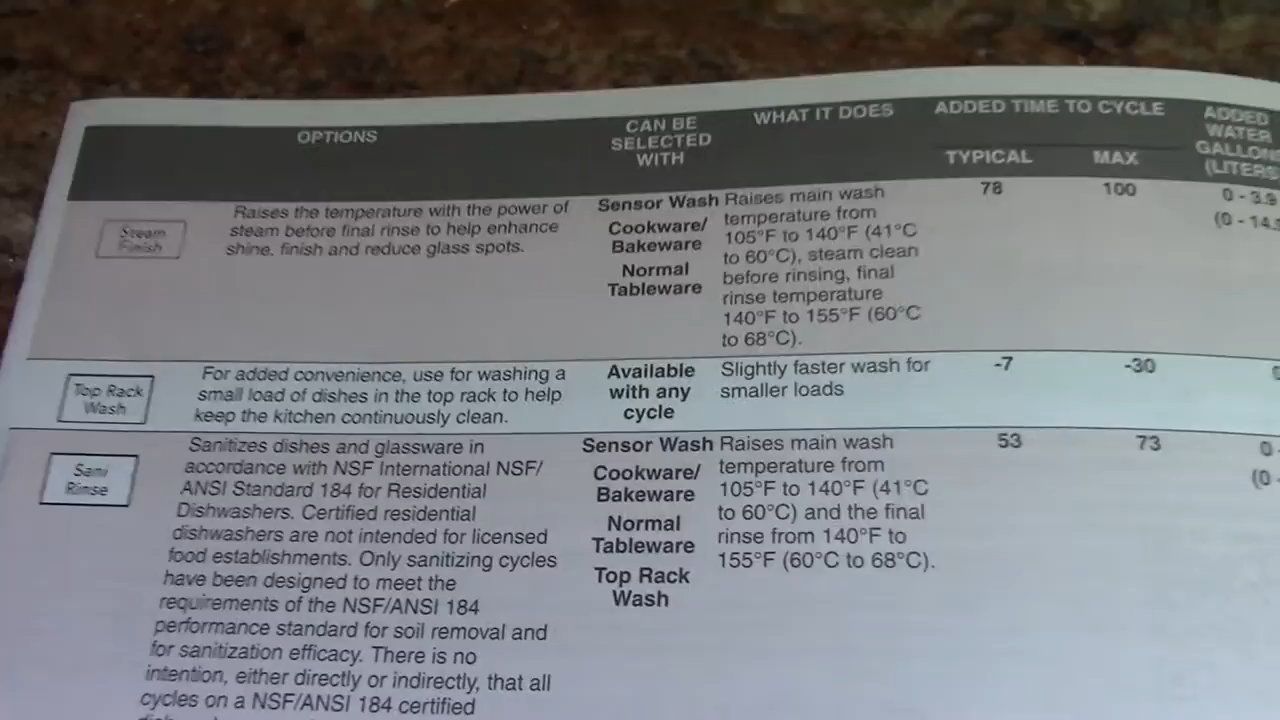 OPTIONS
CAN BE
SELECTED
WITH
WHAT IT DOES
ADDED TIME TO CYCLE
TYPICAL
MAX
ADDED
WATER
GALLONS
(LITERS
Steam
Finish
Raises the temperature with the power of
steam before final rinse to help enhance
shine, finish and reduce glass spots.
Sensor Wash
Cookware/
Bakeware
Normal
Tableware
Raises main wash
temperature from
105°F to 140°F (41°C
to 60°C), steam clean
before rinsing, final
rinse temperature
140°F to 155°F (60°C
to 68°C).
78
100
0 - 3.9
(0 - 14.9
Top Rack
Wash
For added convenience, use for washing a
small load of dishes in the top rack to help
keep the kitchen continuously clean.
Available
with any
cycle
Slightly faster wash for
smaller loads
-7
-30
Sani
Rinse
Sanitizes dishes and glassware in
accordance with NSF International NSF/
ANSI Standard 184 for Residential
Dishwashers. Certified residential
dishwashers are not intended for licensed
food establishments. Only sanitizing cycles
have been designed to meet the
requirements of the NSF/ANSI 184
performance standard for soil removal and
for sanitization efficacy. There is no
intention, either directly or indirectly, that all
cycles on a NSF/ANSI 184 certified
Sensor Wash
Cookware/
Bakeware
Normal
Tableware
Top Rack
Wash
Raises main wash
temperature from
105°F to 140°F (41°C
to 60°C) and the final
rinse from 140°F to
155°F (60°C to 68°C).
53
73
0 -
(0 -